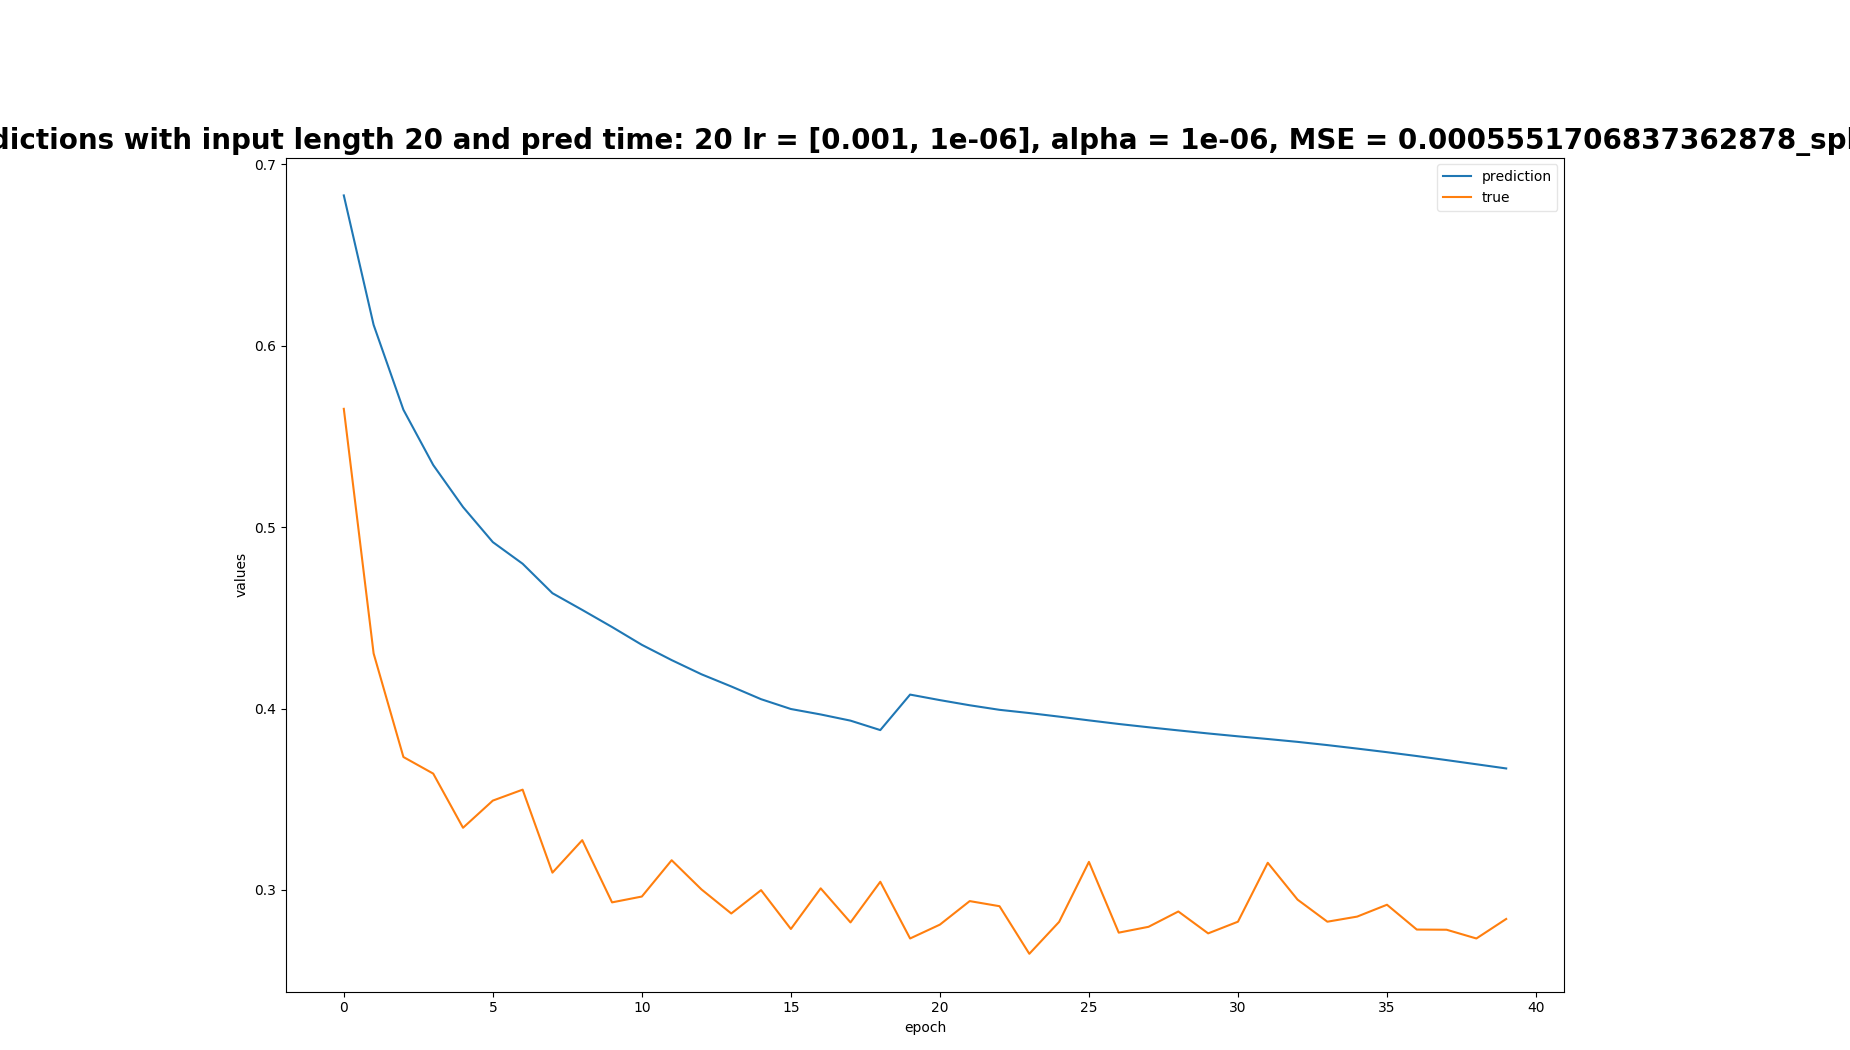 dictions with input length 20 and pred time: 20 lr = [0.001, 1e-06], alpha = 1e-06, MSE = 0.0005551706837362878_spl
prediction
true
values
0.7
0.6
0.5
0.4
0.3
0 5 10 15 20 25 30 35 40
epoch